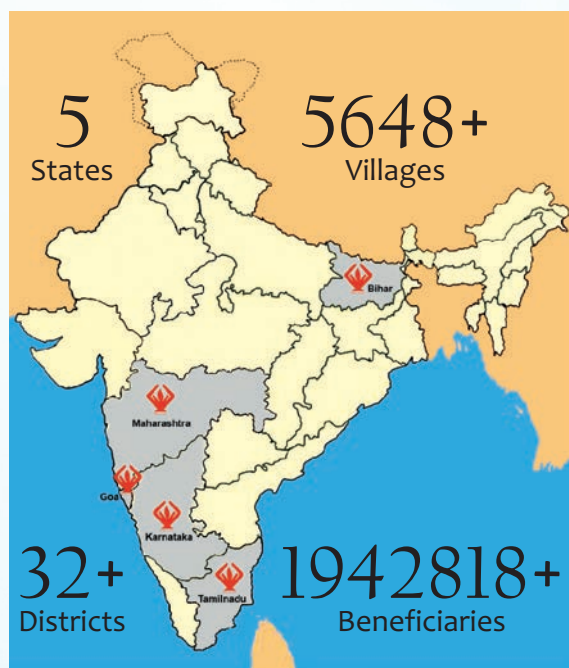 5
States
5648+
Villages
Bihar
Maharashtra
Goa
Karnataka
Tamilnadu
32+
Districts
1942818+
Beneficiaries